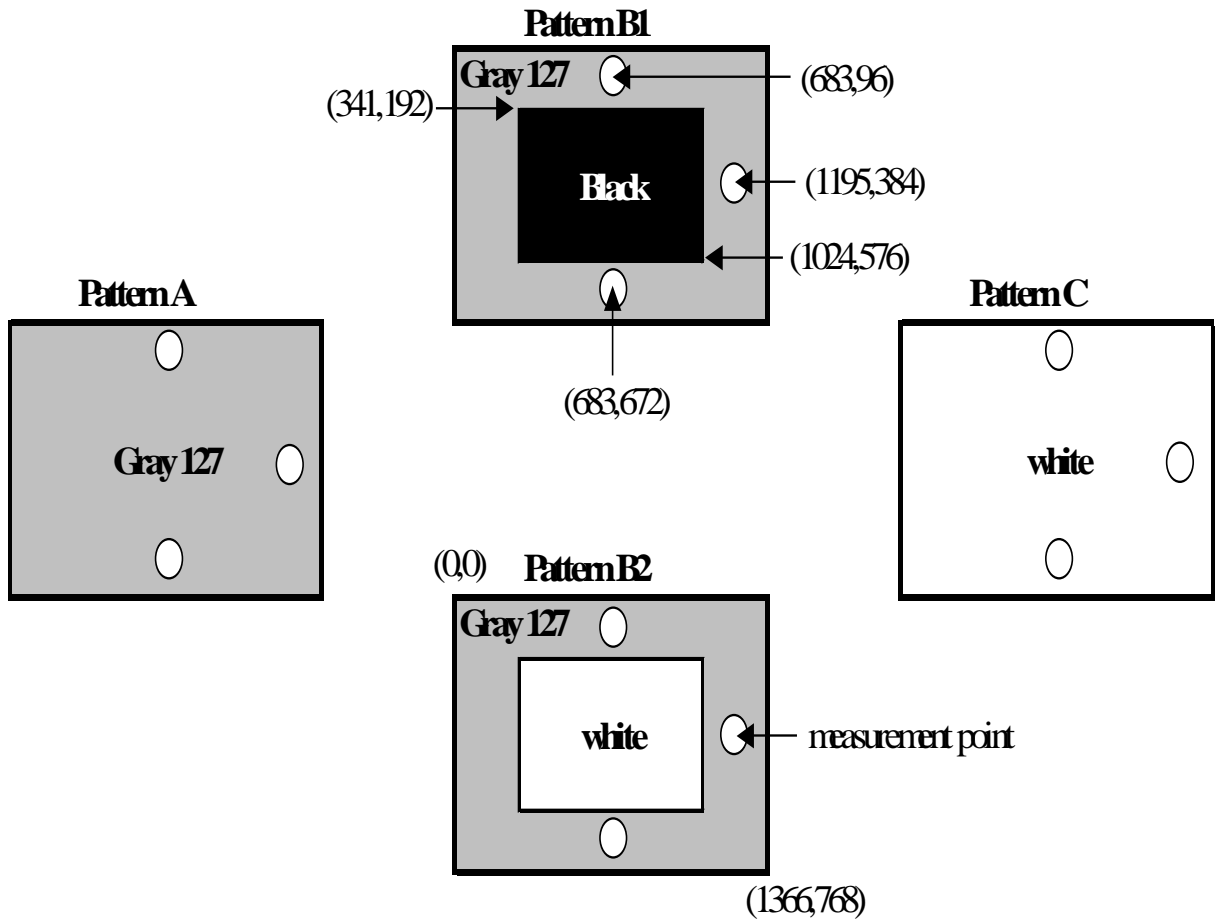 Pattern B1
Gray 127
(683,96)
(341,192)
Black
(1195,384)
(1024,576)
(683,672)
Pattern A
Gray 127
Pattern C
white
(0,0)
Pattern B2
Gray 127
white
measurement point
(1366,768)